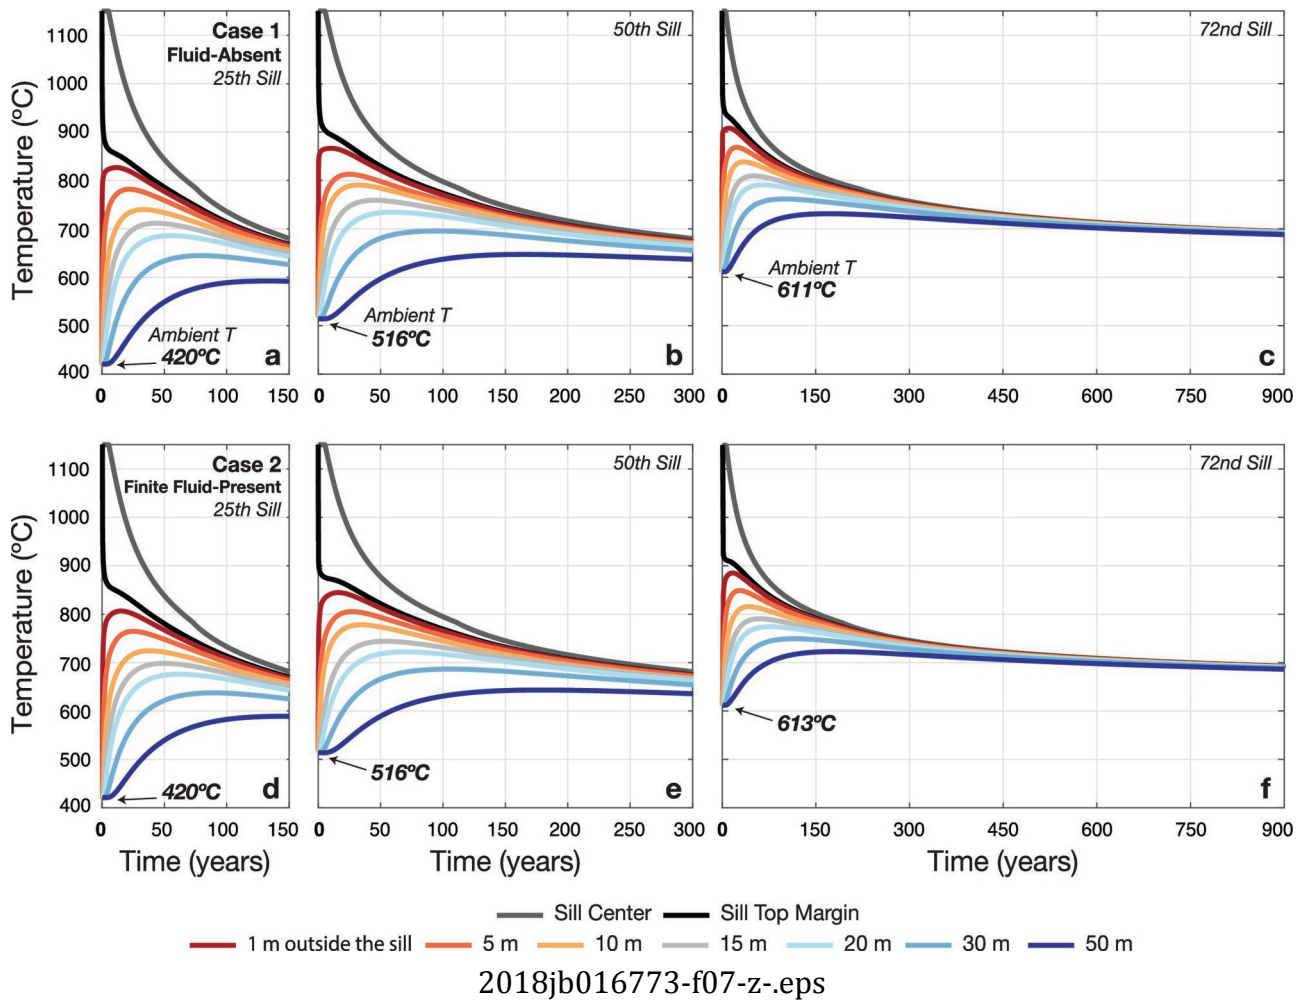 Case 1
Fluid-Absent
25th Sill
50th Sill
72nd Sill
Temperature (ºC)
1100
1000
900
800
700
600
500
400
Ambient T
420ºC
a
Ambient T
516ºC
b
Ambient T
611ºC
c
0 50 100 150
0 50 100 150 200 250 300
0 150 300 450 600 750 900
Case 2
Finite Fluid-Present
25th Sill
50th Sill
72nd Sill
Temperature (ºC)
1100
1000
900
800
700
600
500
400
420ºC
d
516ºC
e
613ºC
f
0 50 100 150
0 50 100 150 200 250 300
0 150 300 450 600 750 900
Time (years)
Time (years)
Time (years)
Sill Center
Sill Top Margin
1 m outside the sill
5 m
10 m
15 m
20 m
30 m
50 m
2018jb016773-f07-z-.eps